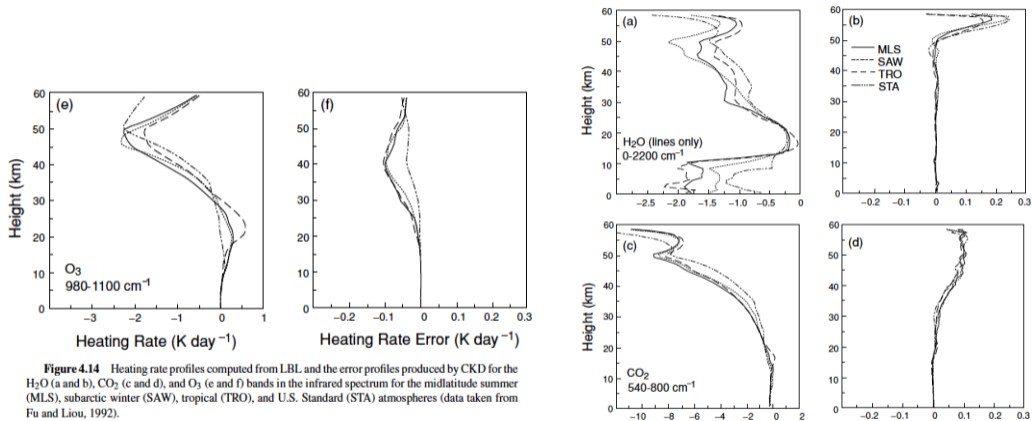 (e)
60
50
40
30
20
10
0
Height (km)
O3
980-1100 cm-1
-3 -2 -1 0 1
Heating Rate (K day-1)
(f)
60
50
40
30
20
10
0
-0.2 -0.1 0 0.1 0.2 0.3
Heating Rate Error (K day-1)
Figure 4.14 Heating rate profiles computed from LBL and the error profiles produced by CKD for the
H2O (a and b), CO2 (c and d), and O3 (e and f) bands in the infrared spectrum for the midlatitude summer
(MLS), subarctic winter (SAW), tropical (TRO), and U.S. Standard (STA) atmospheres (data taken from
Fu and Liou, 1992).
(a)
60
50
40
30
20
10
0
Height (km)
H2O (lines only)
0-2200 cm-1
-2.5 -2.0 -1.5 -1.0 -0.5 0
(b)
60
50
40
30
20
10
0
MLS
SAW
TRO
STA
-0.2 -0.1 0 0.1 0.2 0.3
(c)
60
50
40
30
20
10
0
Height (km)
CO2
540-800 cm-1
-10 -8 -6 -4 -2 0 2
(d)
60
50
40
30
20
10
0
-0.2 -0.1 0 0.1 0.2 0.3